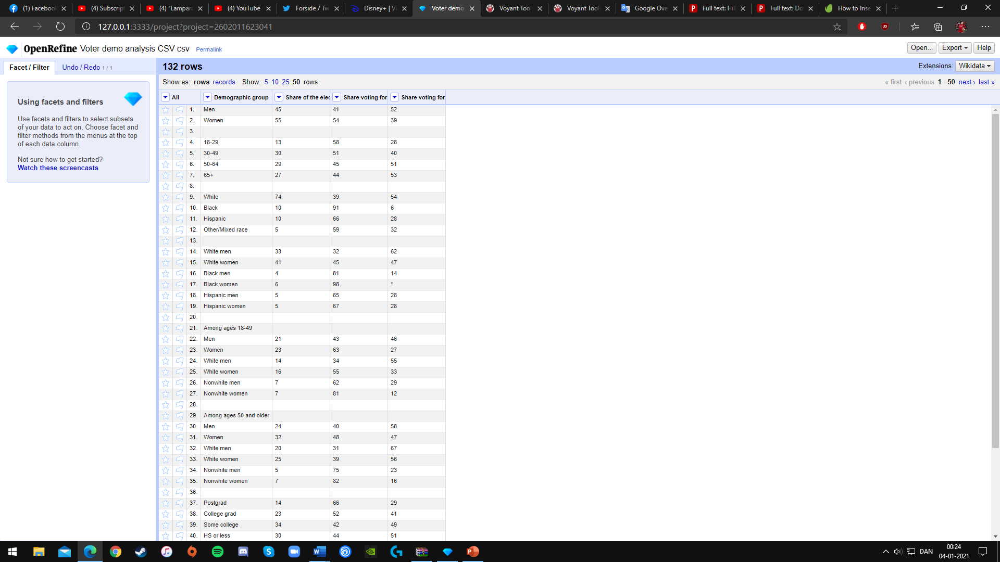 (1) Facebook
(4) Subscript
(4) "Lampard
(4) YouTube
Forside / Tw
Disney+ | Vi
Voter demo
Voyant Tools
Voyant Tools
Google Over
Full text: Hill
Full text: Do
How to Inse
127.0.0.1:3333/project?project=2602011623041
OpenRefine Voter demo analysis CSV csv Permalink
Open... Export Help
Facet / Filter Undo / Redo 1 / 1
132 rows
Extensions: Wikidata
Using facets and filters
Use facets and filters to select subsets
of your data to act on. Choose facet and
filter methods from the menus at the top
of each data column.
Not sure how to get started?
Watch these screencasts
Show as: rows records Show: 5 10 25 50 rows
« first ‹ previous 1 - 50 next › last »
All Demographic group Share of the elec Share voting for Share voting for
1. Men 45 41 52
2. Women 55 54 39
3.
4. 18-29 13 58 28
5. 30-49 30 51 40
6. 50-64 29 45 51
7. 65+ 27 44 53
8.
9. White 74 39 54
10. Black 10 91 6
11. Hispanic 10 66 28
12. Other/Mixed race 5 59 32
13.
14. White men 33 32 62
15. White women 41 45 47
16. Black men 4 81 14
17. Black women 6 98 *
18. Hispanic men 5 65 28
19. Hispanic women 5 67 28
20.
21. Among ages 18-49
22. Men 21 43 46
23. Women 23 63 27
24. White men 14 34 55
25. White women 16 55 33
26. Nonwhite men 7 62 29
27. Nonwhite women 7 81 12
28.
29. Among ages 50 and older
30. Men 24 40 58
31. Women 32 48 47
32. White men 20 31 67
33. White women 25 39 56
34. Nonwhite men 5 75 23
35. Nonwhite women 7 82 16
36.
37. Postgrad 14 66 29
38. College grad 23 52 41
39. Some college 34 42 49
40. HS or less 30 44 51
DAN
00:24
04-01-2021